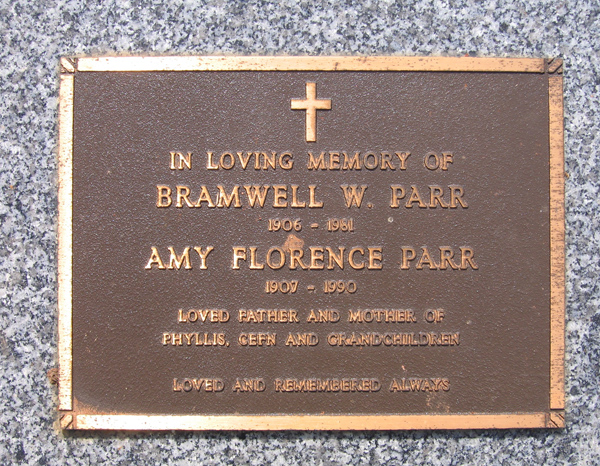 IN LOVING MEMORY OF
BRAMWELL W. PARR
1906 - 1981
AMY FLORENCE PARR
1907 - 1990
LOVED FATHER AND MOTHER OF
PHYLLIS, CEFN AND GRANDCHILDREN
LOVED AND REMEMBERED ALWAYS